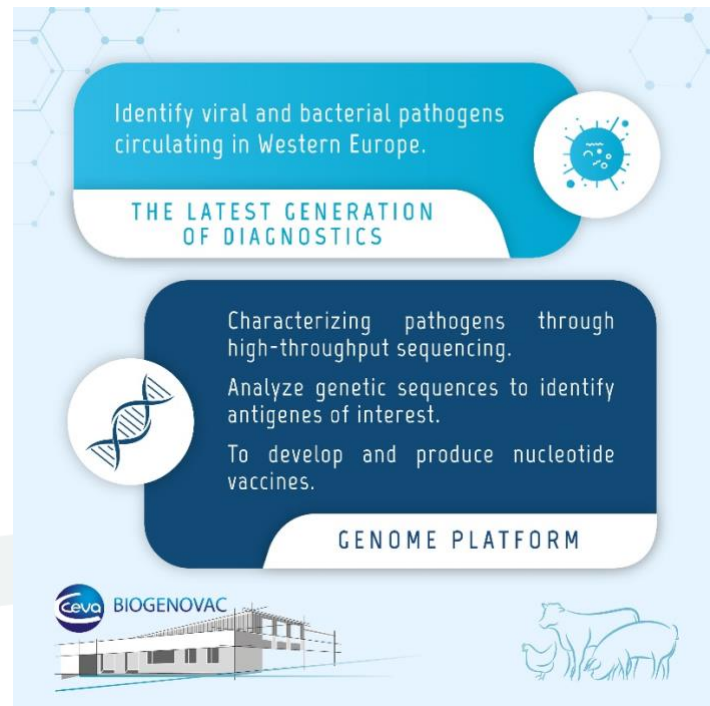 Identify viral and bacterial pathogens
circulating in Western Europe.
THE LATEST GENERATION
OF DIAGNOSTICS
Characterizing pathogens through
high-throughput sequencing.
Analyze genetic sequences to identify
antigenes of interest.
To develop and produce nucleotide
vaccines.
GENOME PLATFORM
Ceva BIOGENOVAC